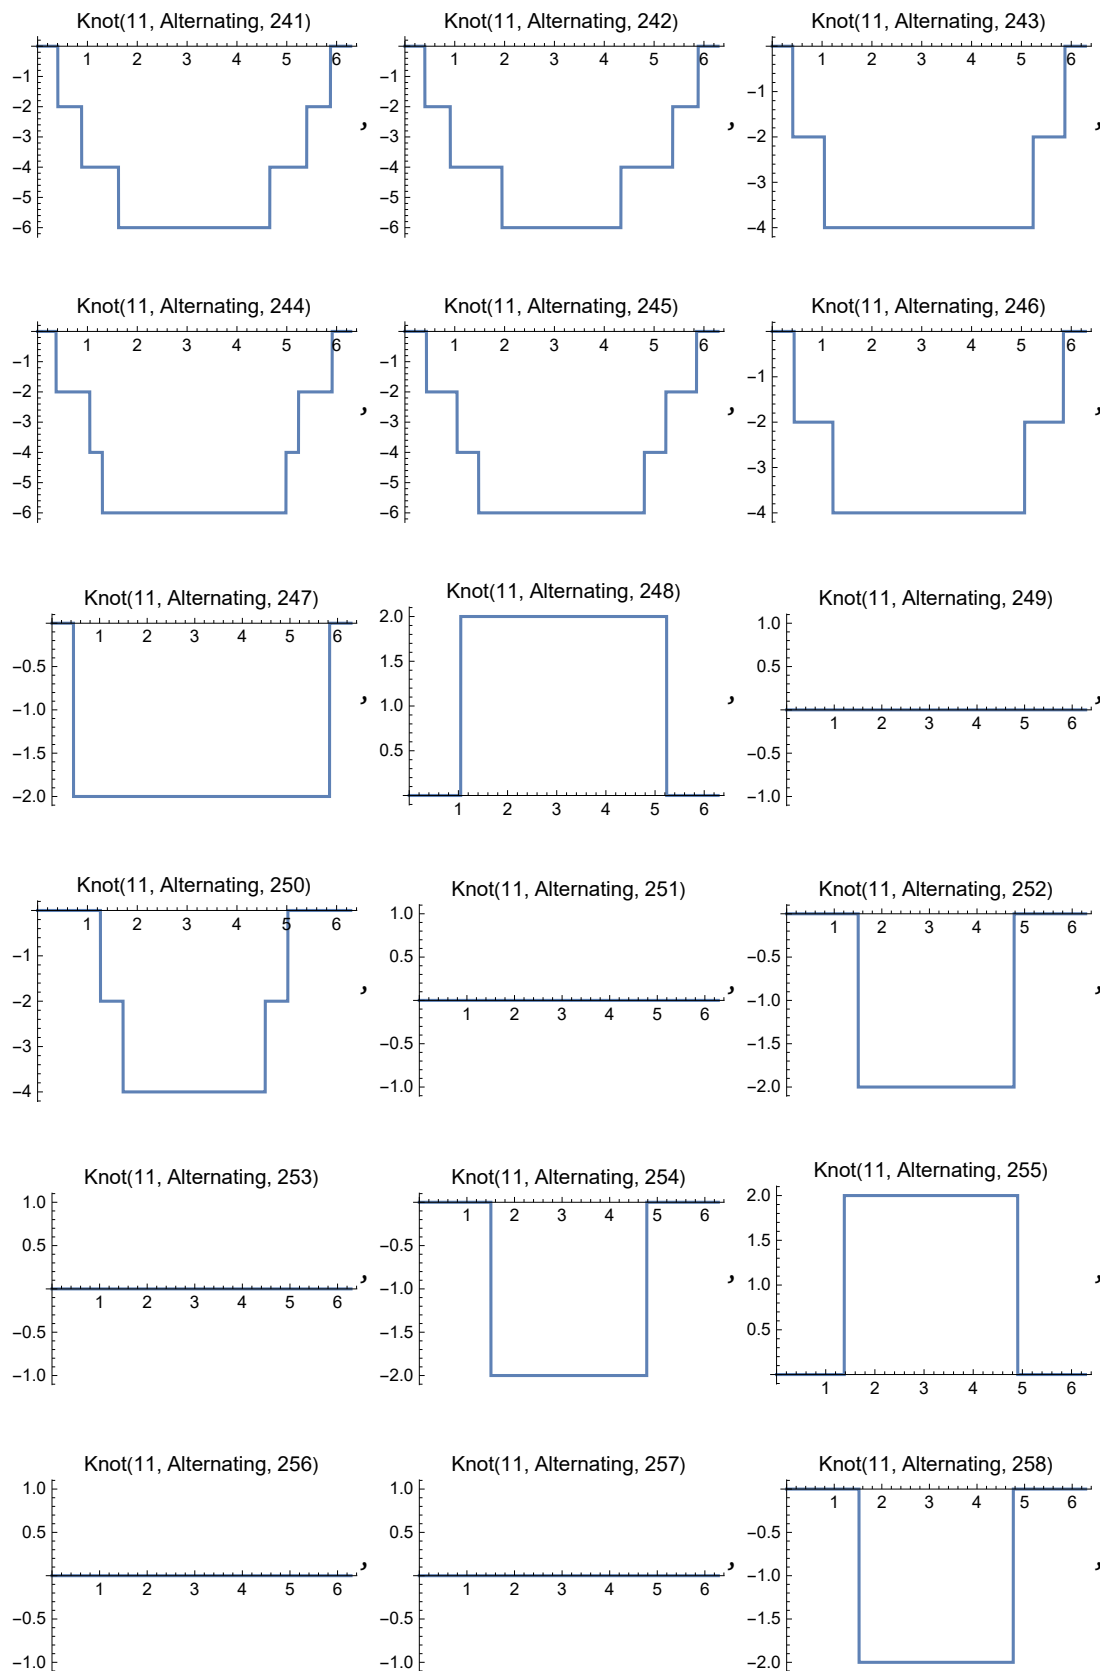 Knot(11, Alternating, 241)
1 2 3 4 5 6
−1
−2
−3
−4
−5
−6
,
Knot(11, Alternating, 242)
1 2 3 4 5 6
−1
−2
−3
−4
−5
−6
,
Knot(11, Alternating, 243)
1 2 3 4 5 6
−1
−2
−3
−4
,
Knot(11, Alternating, 244)
1 2 3 4 5 6
−1
−2
−3
−4
−5
−6
,
Knot(11, Alternating, 245)
1 2 3 4 5 6
−1
−2
−3
−4
−5
−6
,
Knot(11, Alternating, 246)
1 2 3 4 5 6
−1
−2
−3
−4
,
Knot(11, Alternating, 247)
1 2 3 4 5 6
−0.5
−1.0
−1.5
−2.0
,
Knot(11, Alternating, 248)
2.0
1.5
1.0
0.5
1 2 3 4 5 6
,
Knot(11, Alternating, 249)
1.0
0.5
1 2 3 4 5 6
−0.5
−1.0
,
Knot(11, Alternating, 250)
1 2 3 4 5 6
−1
−2
−3
−4
,
Knot(11, Alternating, 251)
1.0
0.5
1 2 3 4 5 6
−0.5
−1.0
,
Knot(11, Alternating, 252)
1 2 3 4 5 6
−0.5
−1.0
−1.5
−2.0
,
Knot(11, Alternating, 253)
1.0
0.5
1 2 3 4 5 6
−0.5
−1.0
,
Knot(11, Alternating, 254)
1 2 3 4 5 6
−0.5
−1.0
−1.5
−2.0
,
Knot(11, Alternating, 255)
2.0
1.5
1.0
0.5
1 2 3 4 5 6
,
Knot(11, Alternating, 256)
1.0
0.5
1 2 3 4 5 6
−0.5
−1.0
,
Knot(11, Alternating, 257)
1.0
0.5
1 2 3 4 5 6
−0.5
−1.0
,
Knot(11, Alternating, 258)
1 2 3 4 5 6
−0.5
−1.0
−1.5
−2.0
,